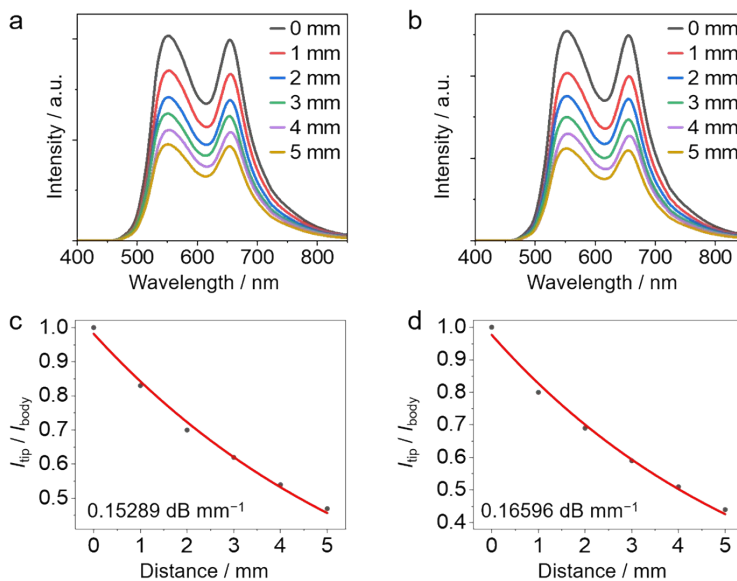 a
0 mm
1 mm
2 mm
3 mm
4 mm
5 mm
Intensity / a.u.
400 500 600 700 800
Wavelength / nm
b
0 mm
1 mm
2 mm
3 mm
4 mm
5 mm
Intensity / a.u.
400 500 600 700 800
Wavelength / nm
c
1.0
0.9
0.8
0.7
0.6
0.5
Itip / Ibody
0.15289 dB mm⁻¹
0 1 2 3 4 5
Distance / mm
d
1.0
0.9
0.8
0.7
0.6
0.5
0.4
Itip / Ibody
0.16596 dB mm⁻¹
0 1 2 3 4 5
Distance / mm